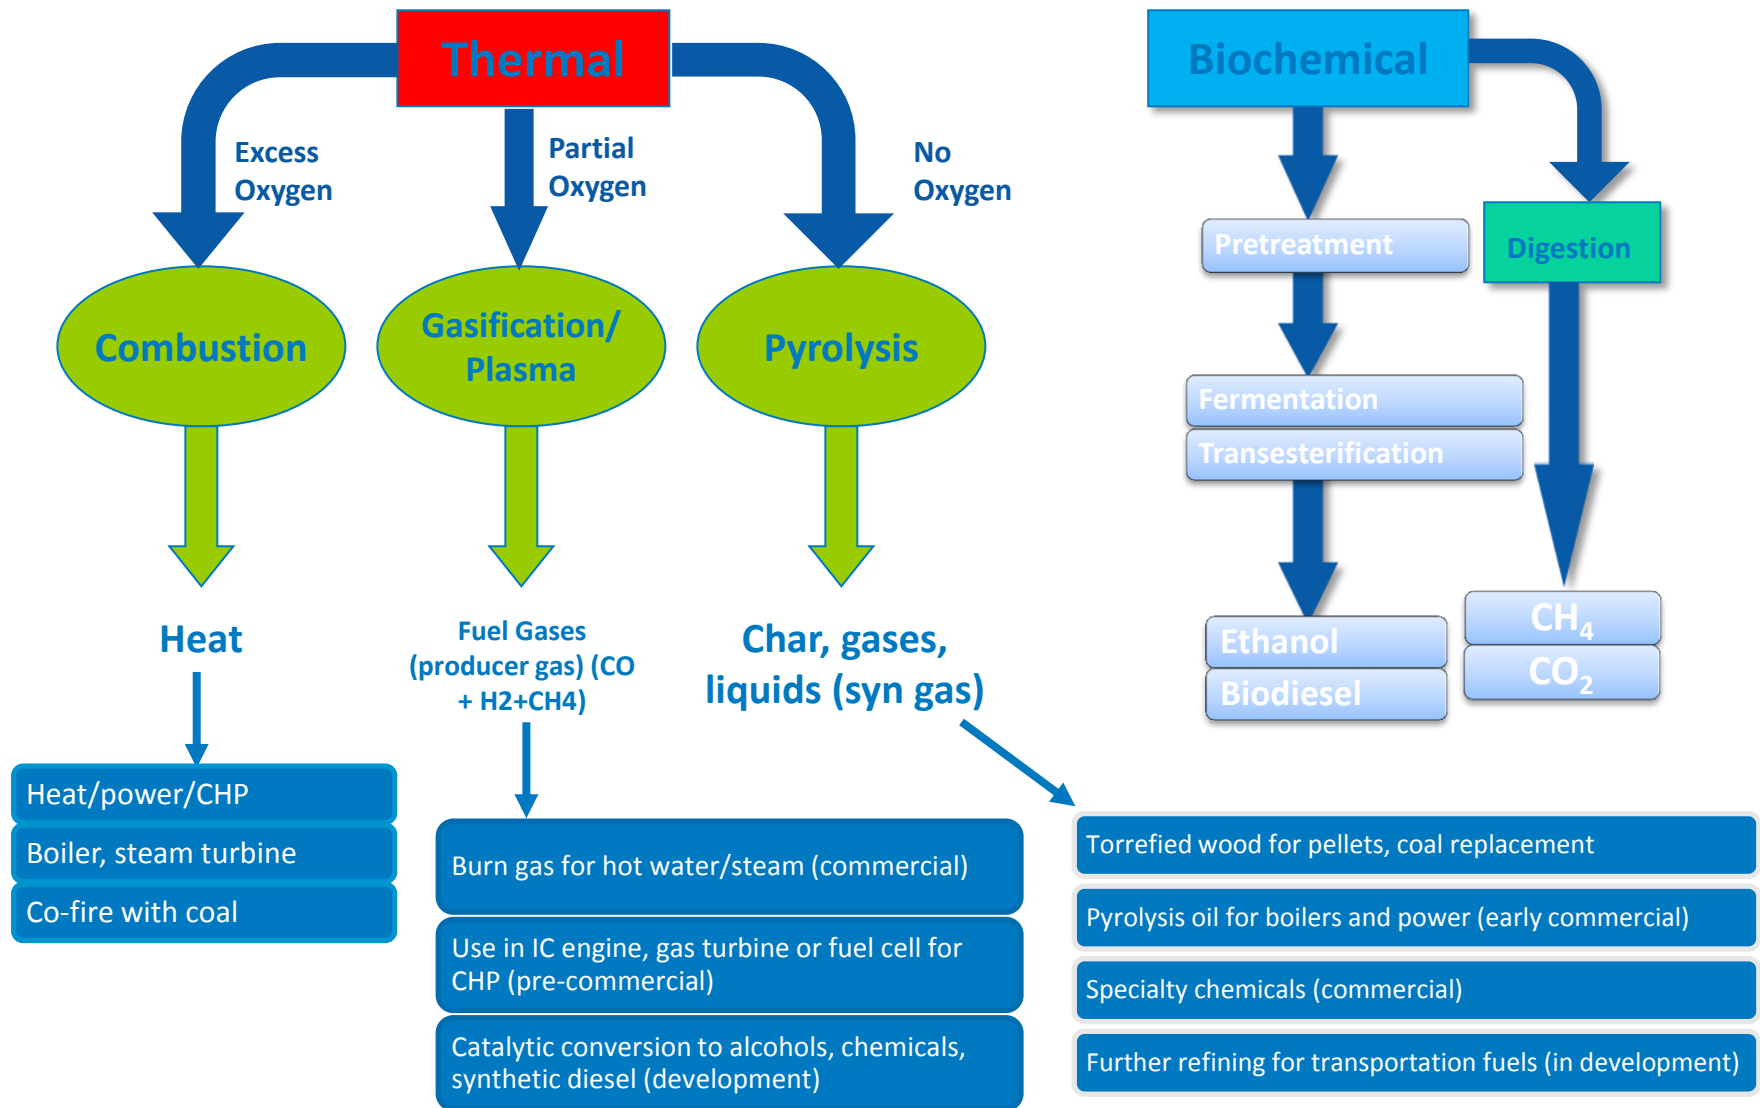 Thermal
Excess
Oxygen
Partial
Oxygen
No
Oxygen
Combustion
Gasification/
Plasma
Pyrolysis
Heat
Fuel Gases
(producer gas) (CO
+ H2+CH4)
Char, gases,
liquids (syn gas)
Heat/power/CHP
Boiler, steam turbine
Co-fire with coal
Burn gas for hot water/steam (commercial)
Use in IC engine, gas turbine or fuel cell for
CHP (pre-commercial)
Catalytic conversion to alcohols, chemicals,
synthetic diesel (development)
Torrefied wood for pellets, coal replacement
Pyrolysis oil for boilers and power (early commercial)
Specialty chemicals (commercial)
Further refining for transportation fuels (in development)
Biochemical
Pretreatment
Digestion
Fermentation
Transesterification
Ethanol
Biodiesel
CH₄
CO₂